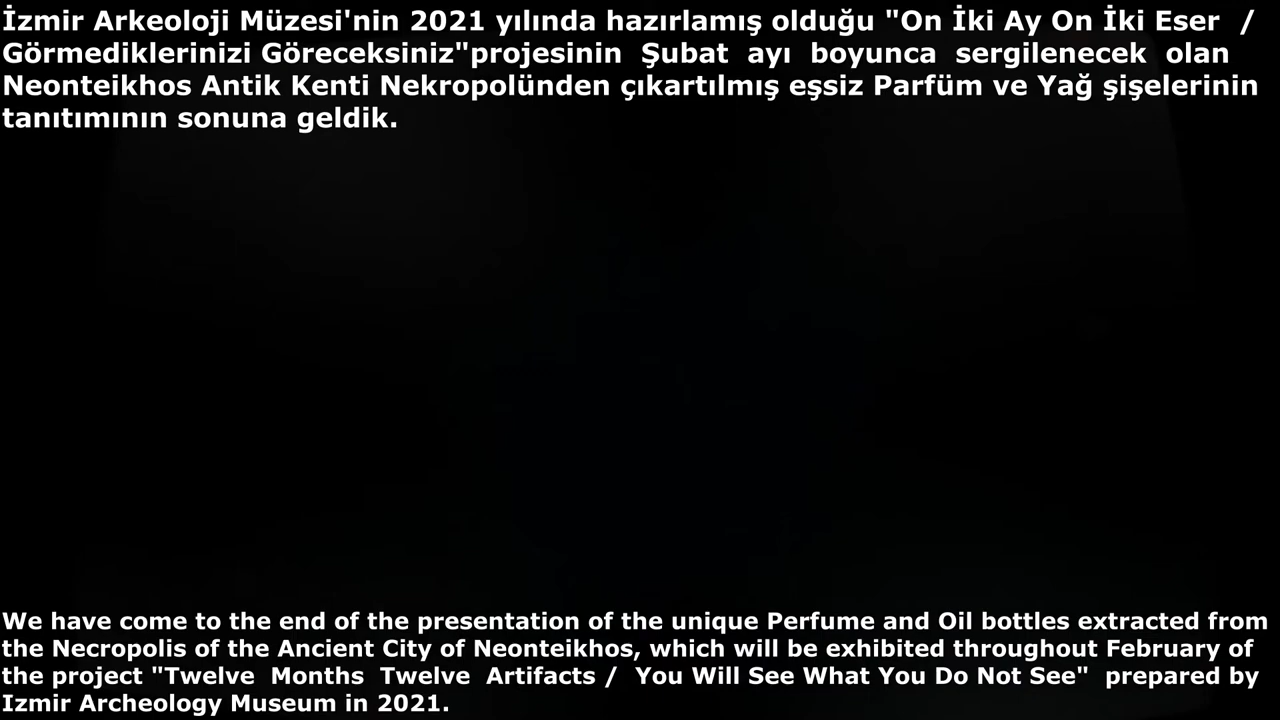 İzmir Arkeoloji Müzesi'nin 2021 yılında hazırlamış olduğu "On İki Ay On İki Eser /
Görmediklerinizi Göreceksiniz"projesinin Şubat ayı boyunca sergilenecek olan
Neonteikhos Antik Kenti Nekropolünden çıkartılmış eşsiz Parfüm ve Yağ şişelerinin
tanıtımının sonuna geldik.
We have come to the end of the presentation of the unique Perfume and Oil bottles extracted from
the Necropolis of the Ancient City of Neonteikhos, which will be exhibited throughout February of
the project "Twelve Months Twelve Artifacts / You Will See What You Do Not See" prepared by
Izmir Archeology Museum in 2021.